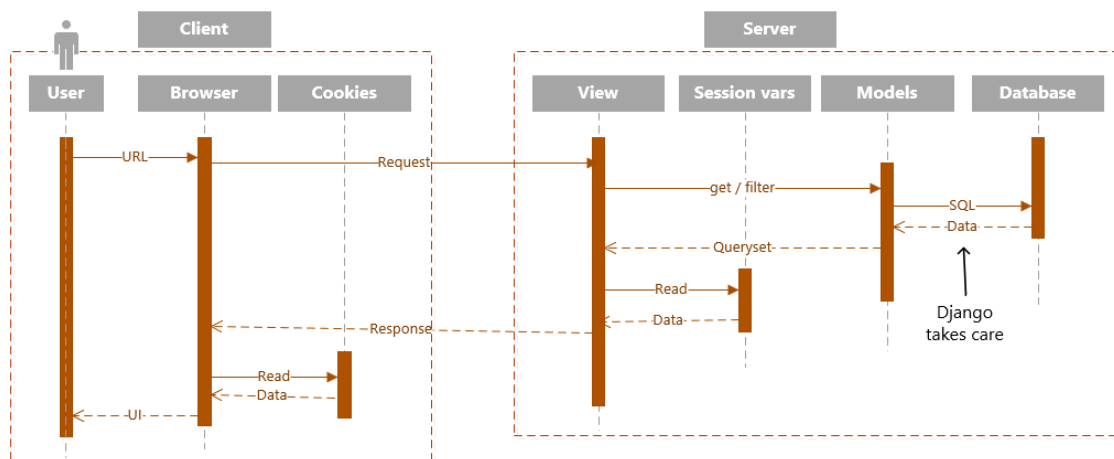 Client
Server
User
Browser
Cookies
View
Session vars
Models
Database
URL
Request
get / filter
SQL
Data
Queryset
Read
Data
Response
Django
takes care
Read
Data
UI